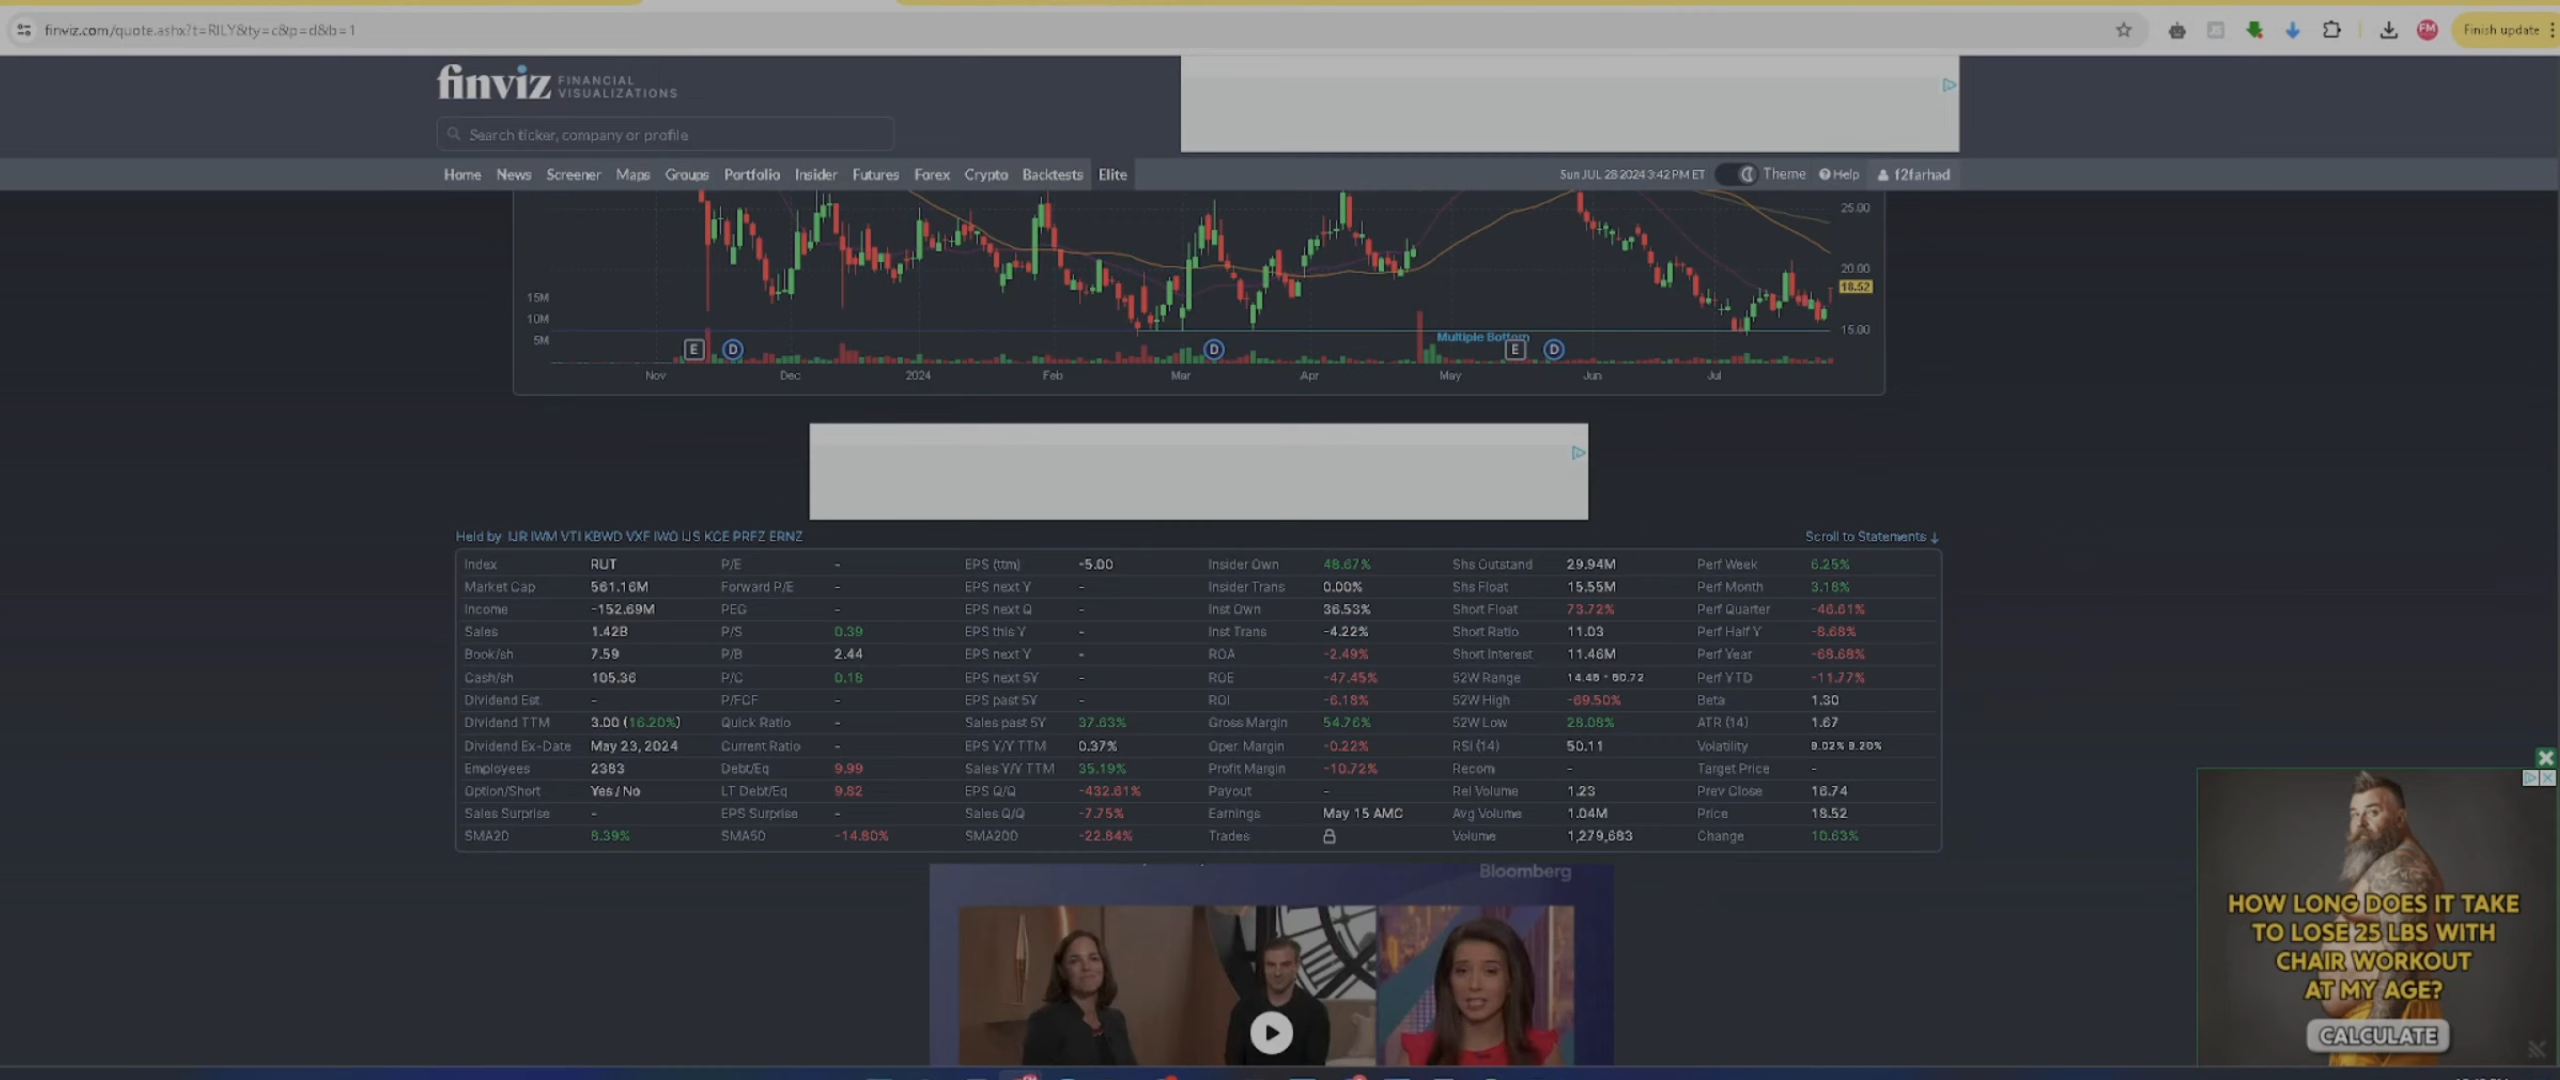 finviz.com/quote.ashx?t=RILY&ty=c&p=d&b=1
FM
Finish update
finviz FINANCIAL VISUALIZATIONS
Search ticker, company or profile
Home News Screener Maps Groups Portfolio Insider Futures Forex Crypto Backtests Elite
Sun JUL 28 2024 3:42 PM ET Theme Help f2farhad
25.00
20.00
18.52
15.00
15M
10M
5M
Multiple Bottom
E D D E D
Nov Dec 2024 Feb Mar Apr May Jun Jul
Held by IJR IWM VTI KBWD VXF IWO IJS KCE PRFZ ERNZ
Scroll to Statements ↓
Index RUT P/E - EPS (ttm) -5.00 Insider Own 48.67% Shs Outstand 29.94M Perf Week 6.25%
Market Cap 561.16M Forward P/E - EPS next Y - Insider Trans 0.00% Shs Float 15.55M Perf Month 3.18%
Income -152.69M PEG - EPS next Q - Inst Own 36.53% Short Float 73.72% Perf Quarter -46.61%
Sales 1.42B P/S 0.39 EPS this Y - Inst Trans -4.22% Short Ratio 11.03 Perf Half Y -8.68%
Book/sh 7.59 P/B 2.44 EPS next Y - ROA -2.49% Short Interest 11.46M Perf Year -68.68%
Cash/sh 105.36 P/C 0.18 EPS next 5Y - ROE -47.45% 52W Range 14.46 - 60.72 Perf YTD -11.77%
Dividend Est. - P/FCF - EPS past 5Y - ROI -6.18% 52W High -69.50% Beta 1.30
Dividend TTM 3.00 (16.20%) Quick Ratio - Sales past 5Y 37.63% Gross Margin 54.76% 52W Low 28.08% ATR (14) 1.67
Dividend Ex-Date May 23, 2024 Current Ratio - EPS Y/Y TTM 0.37% Oper. Margin -0.22% RSI (14) 50.11 Volatility 9.02% 9.20%
Employees 2383 Debt/Eq 9.99 Sales Y/Y TTM 35.19% Profit Margin -10.72% Recom - Target Price -
Option/Short Yes / No LT Debt/Eq 9.82 EPS Q/Q -432.61% Payout - Rel Volume 1.23 Prev Close 16.74
Sales Surprise - EPS Surprise - Sales Q/Q -7.75% Earnings May 15 AMC Avg Volume 1.04M Price 18.52
SMA20 8.39% SMA50 -14.80% SMA200 -22.84% Trades Volume 1,279,683 Change 10.63%
Bloomberg
HOW LONG DOES IT TAKE
TO LOSE 25 LBS WITH
CHAIR WORKOUT
AT MY AGE?
CALCULATE